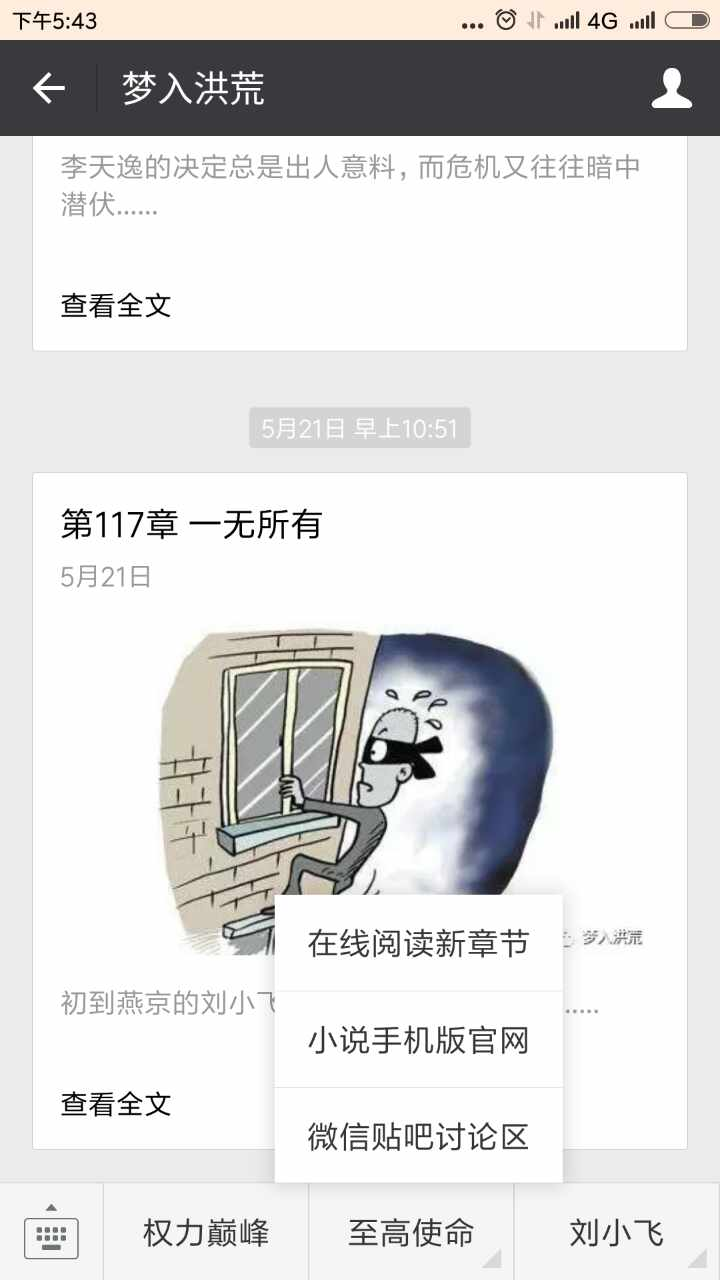 下午5:43
4G
梦入洪荒
李天逸的决定总是出人意料，而危机又往往暗中
潜伏......
查看全文
5月21日 早上10:51
第117章 一无所有
5月21日
梦入洪荒
初到燕京的刘小飞
......
查看全文
在线阅读新章节
小说手机版官网
微信贴吧讨论区
权力巅峰
至高使命
刘小飞